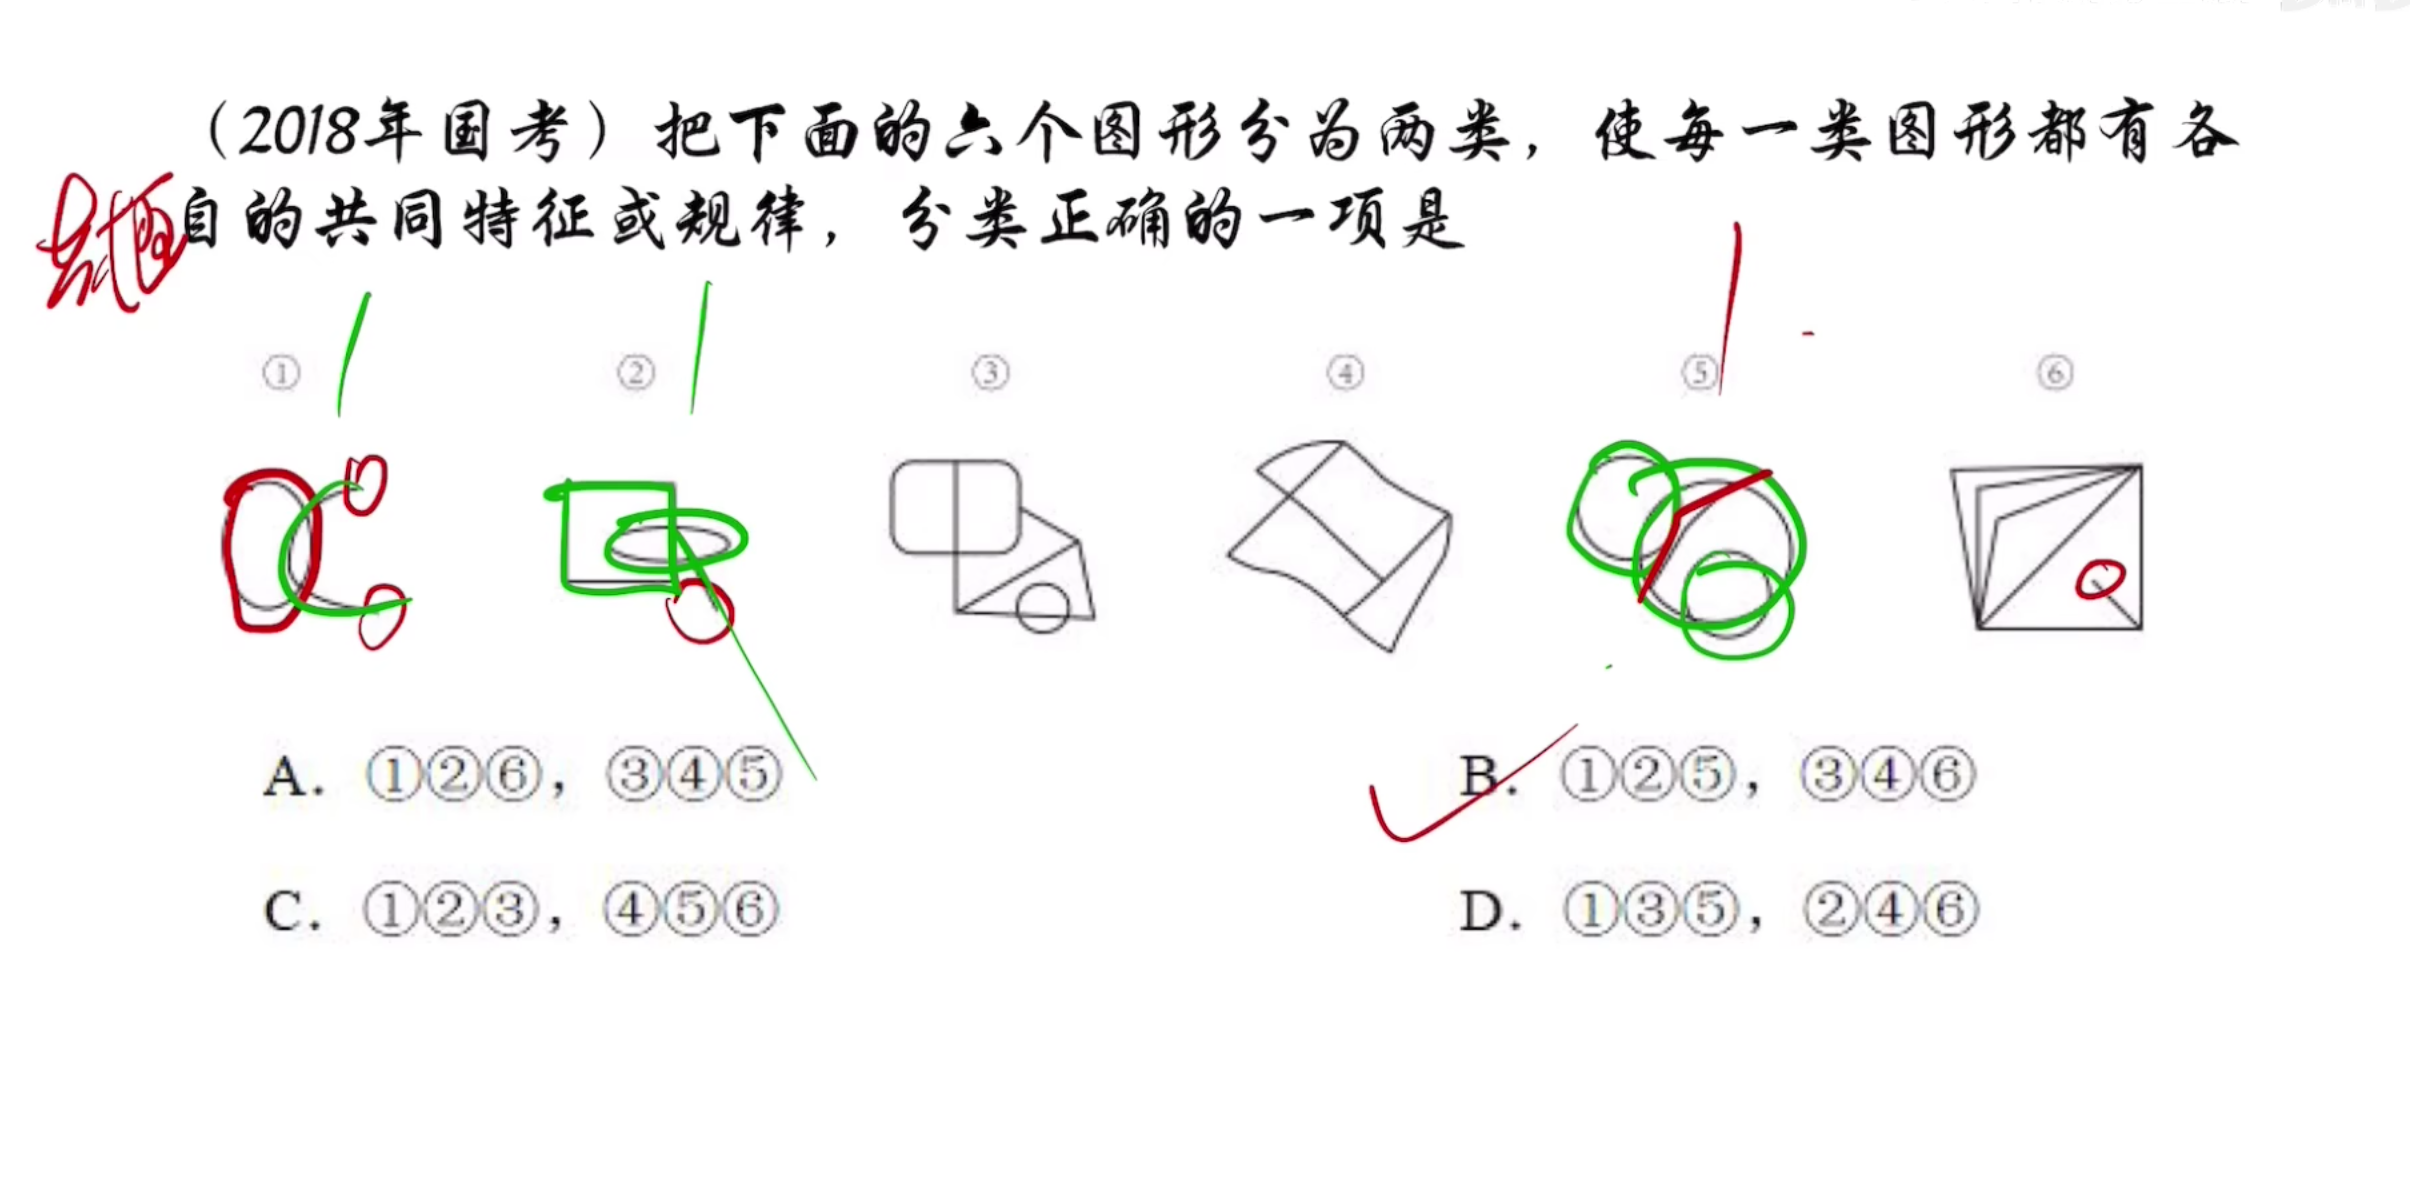 （2018年国考）把下面的六个图形分为两类，使每一类图形都有各
自的共同特征或规律，分类正确的一项是
① ② ③ ④ ⑤ ⑥
A. ①②⑥，③④⑤ B. ①②⑤，③④⑥
C. ①②③，④⑤⑥ D. ①③⑤，②④⑥